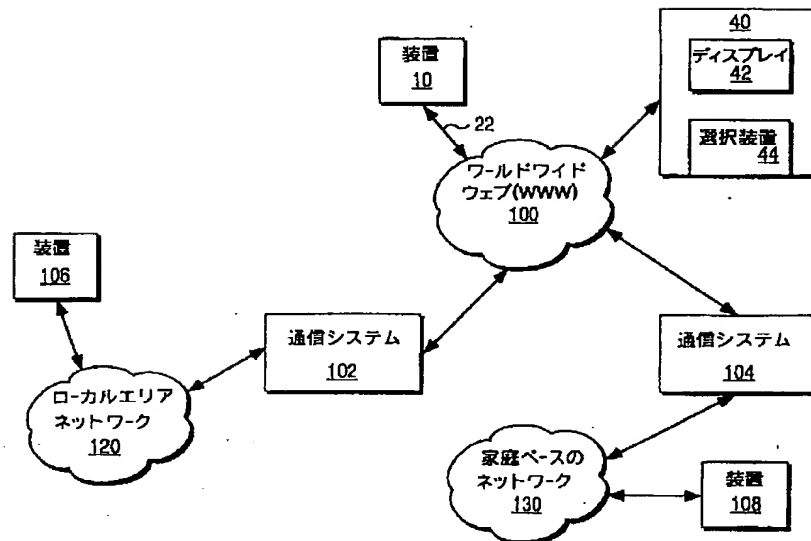 装置
10
22
40
ディスプレイ
42
選択装置
44
ワールドワイド
ウェブ(WWW)
100
装置
106
通信システム
102
通信システム
104
ローカルエリア
ネットワーク
120
家庭ベースの
ネットワーク
130
装置
108